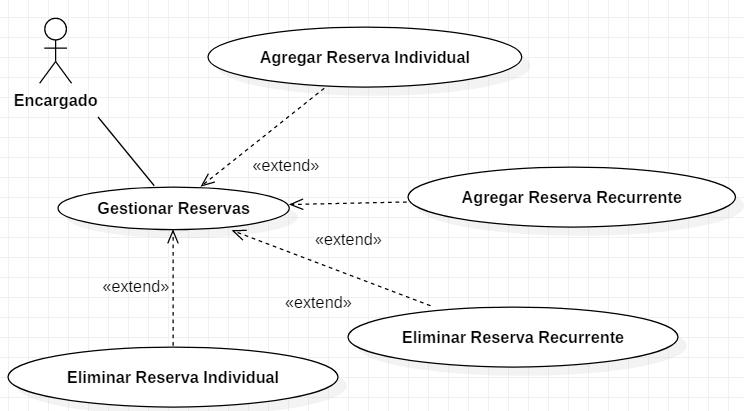 Agregar Reserva Individual
Encargado
«extend»
Agregar Reserva Recurrente
Gestionar Reservas
«extend»
«extend»
«extend»
Eliminar Reserva Recurrente
Eliminar Reserva Individual